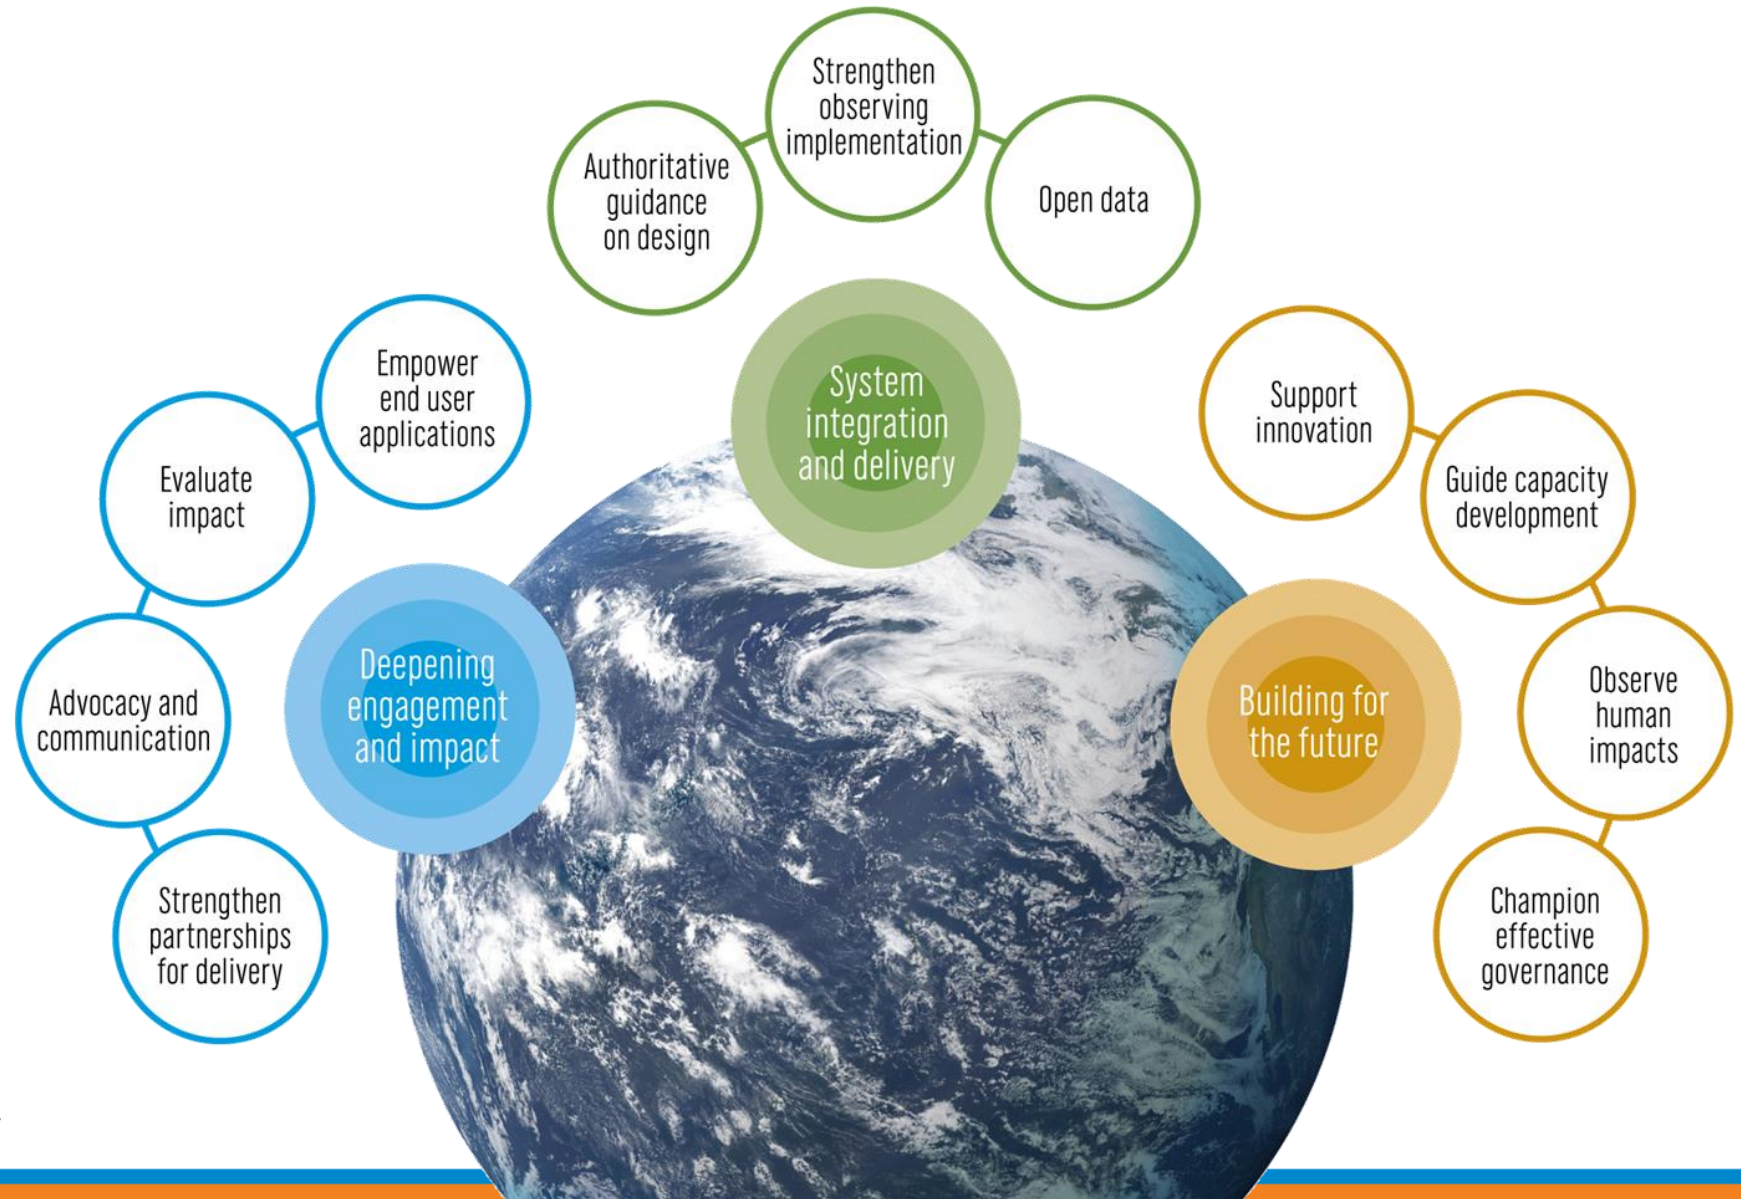 Strengthen
observing
implementation
Authoritative
guidance
on design
Open data
System
integration
and delivery
Empower
end user
applications
Evaluate
impact
Advocacy and
communication
Strengthen
partnerships
for delivery
Deepening
engagement
and impact
Support
innovation
Guide capacity
development
Observe
human
impacts
Champion
effective
governance
Building for
the future